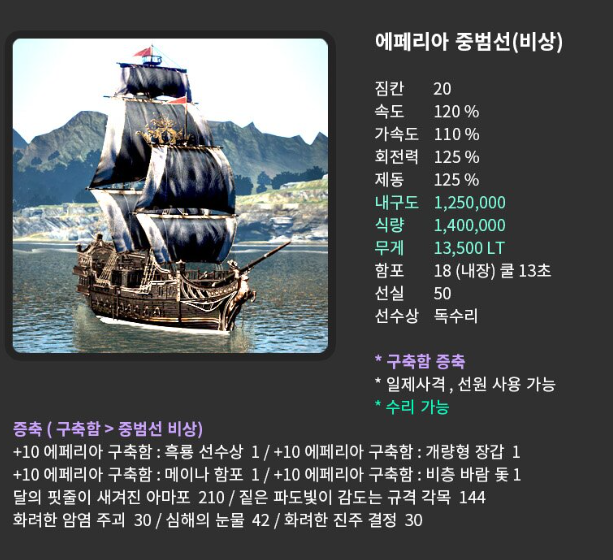 에페리아 중범선(비상)
짐칸 20
속도 120 %
가속도 110 %
회전력 125 %
제동 125 %
내구도 1,250,000
식량 1,400,000
무게 13,500 LT
함포 18 (내장) 쿨 13초
선실 50
선수상 독수리
* 구축함 증축
* 일제사격 , 선원 사용 가능
* 수리 가능
증축 ( 구축함 > 중범선 비상)
+10 에페리아 구축함 : 흑룡 선수상 1 / +10 에페리아 구축함 : 개량형 장갑 1
+10 에페리아 구축함 : 메이나 함포 1 / +10 에페리아 구축함 : 비층 바람 돛 1
달의 핏줄이 새겨진 아마포 210 / 짙은 파도빛이 감도는 규격 각목 144
화려한 암염 주괴 30 / 심해의 눈물 42 / 화려한 진주 결정 30